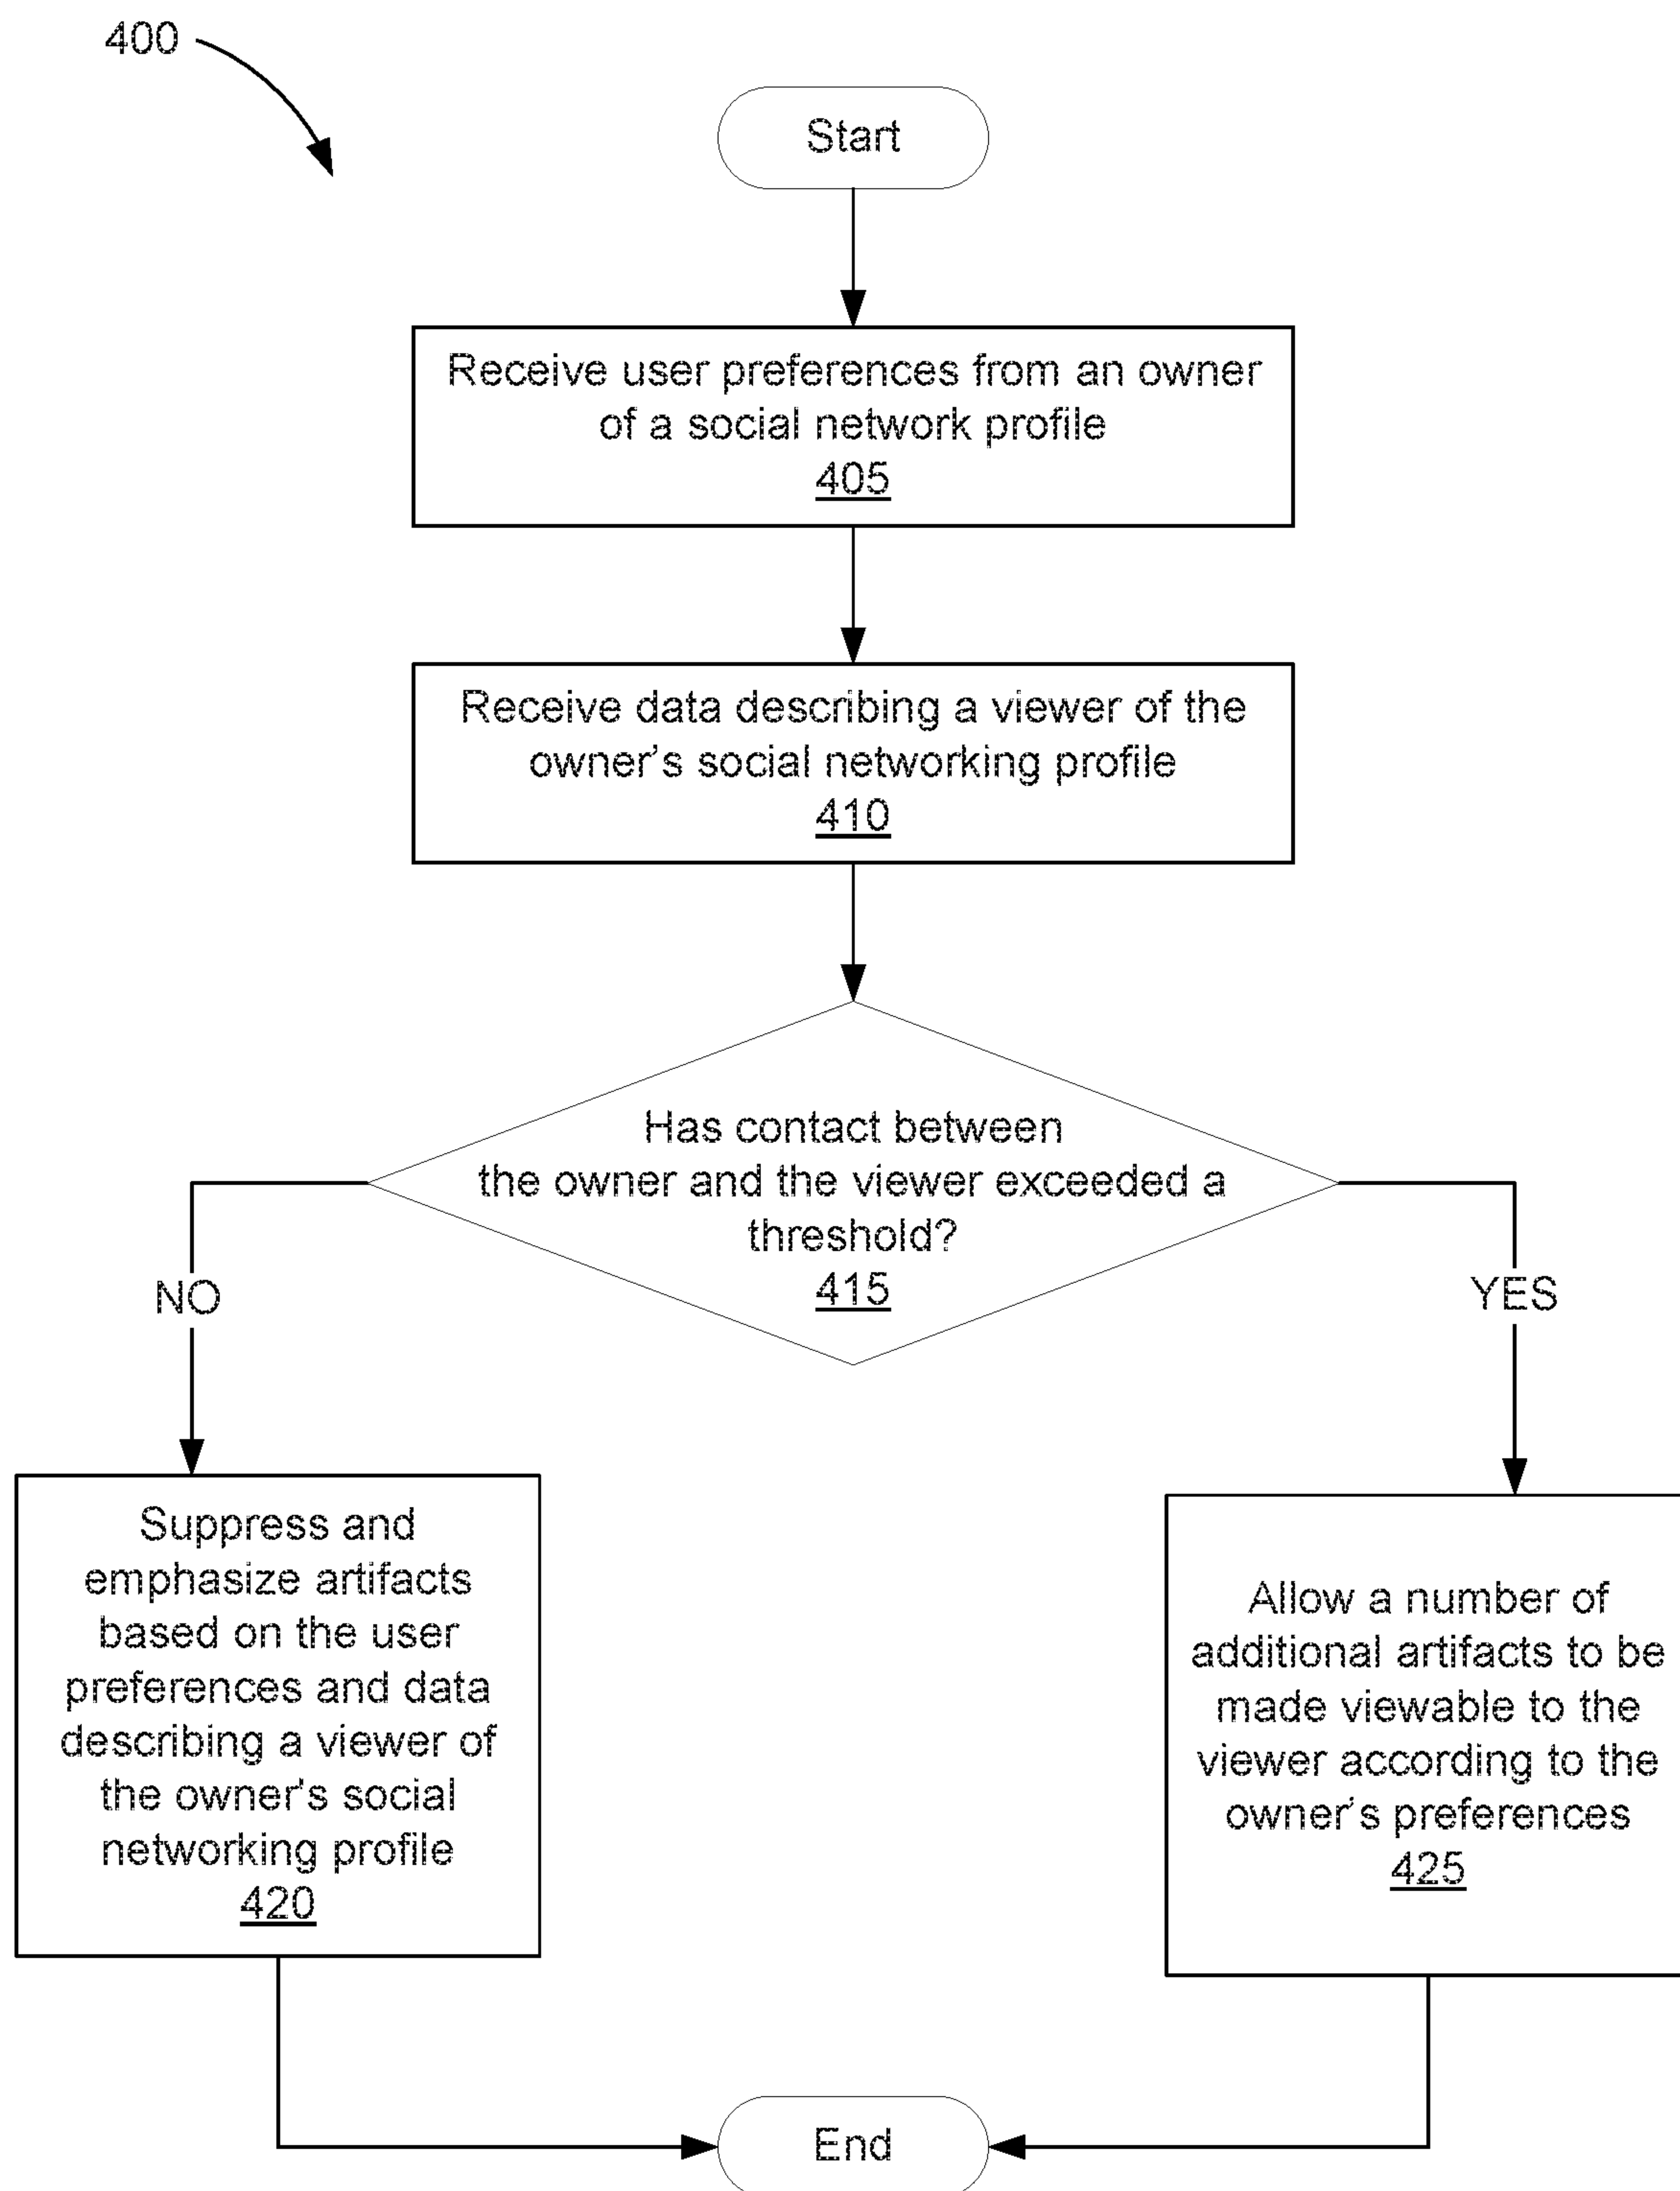 400
Start
Receive user preferences from an owner
of a social network profile
405
Receive data describing a viewer of the
owner's social networking profile
410
Has contact between
the owner and the viewer exceeded a
threshold?
415
NO
YES
Suppress and
emphasize artifacts
based on the user
preferences and data
describing a viewer of
the owner's social
networking profile
420
Allow a number of
additional artifacts to be
made viewable to the
viewer according to the
owner's preferences
425
End